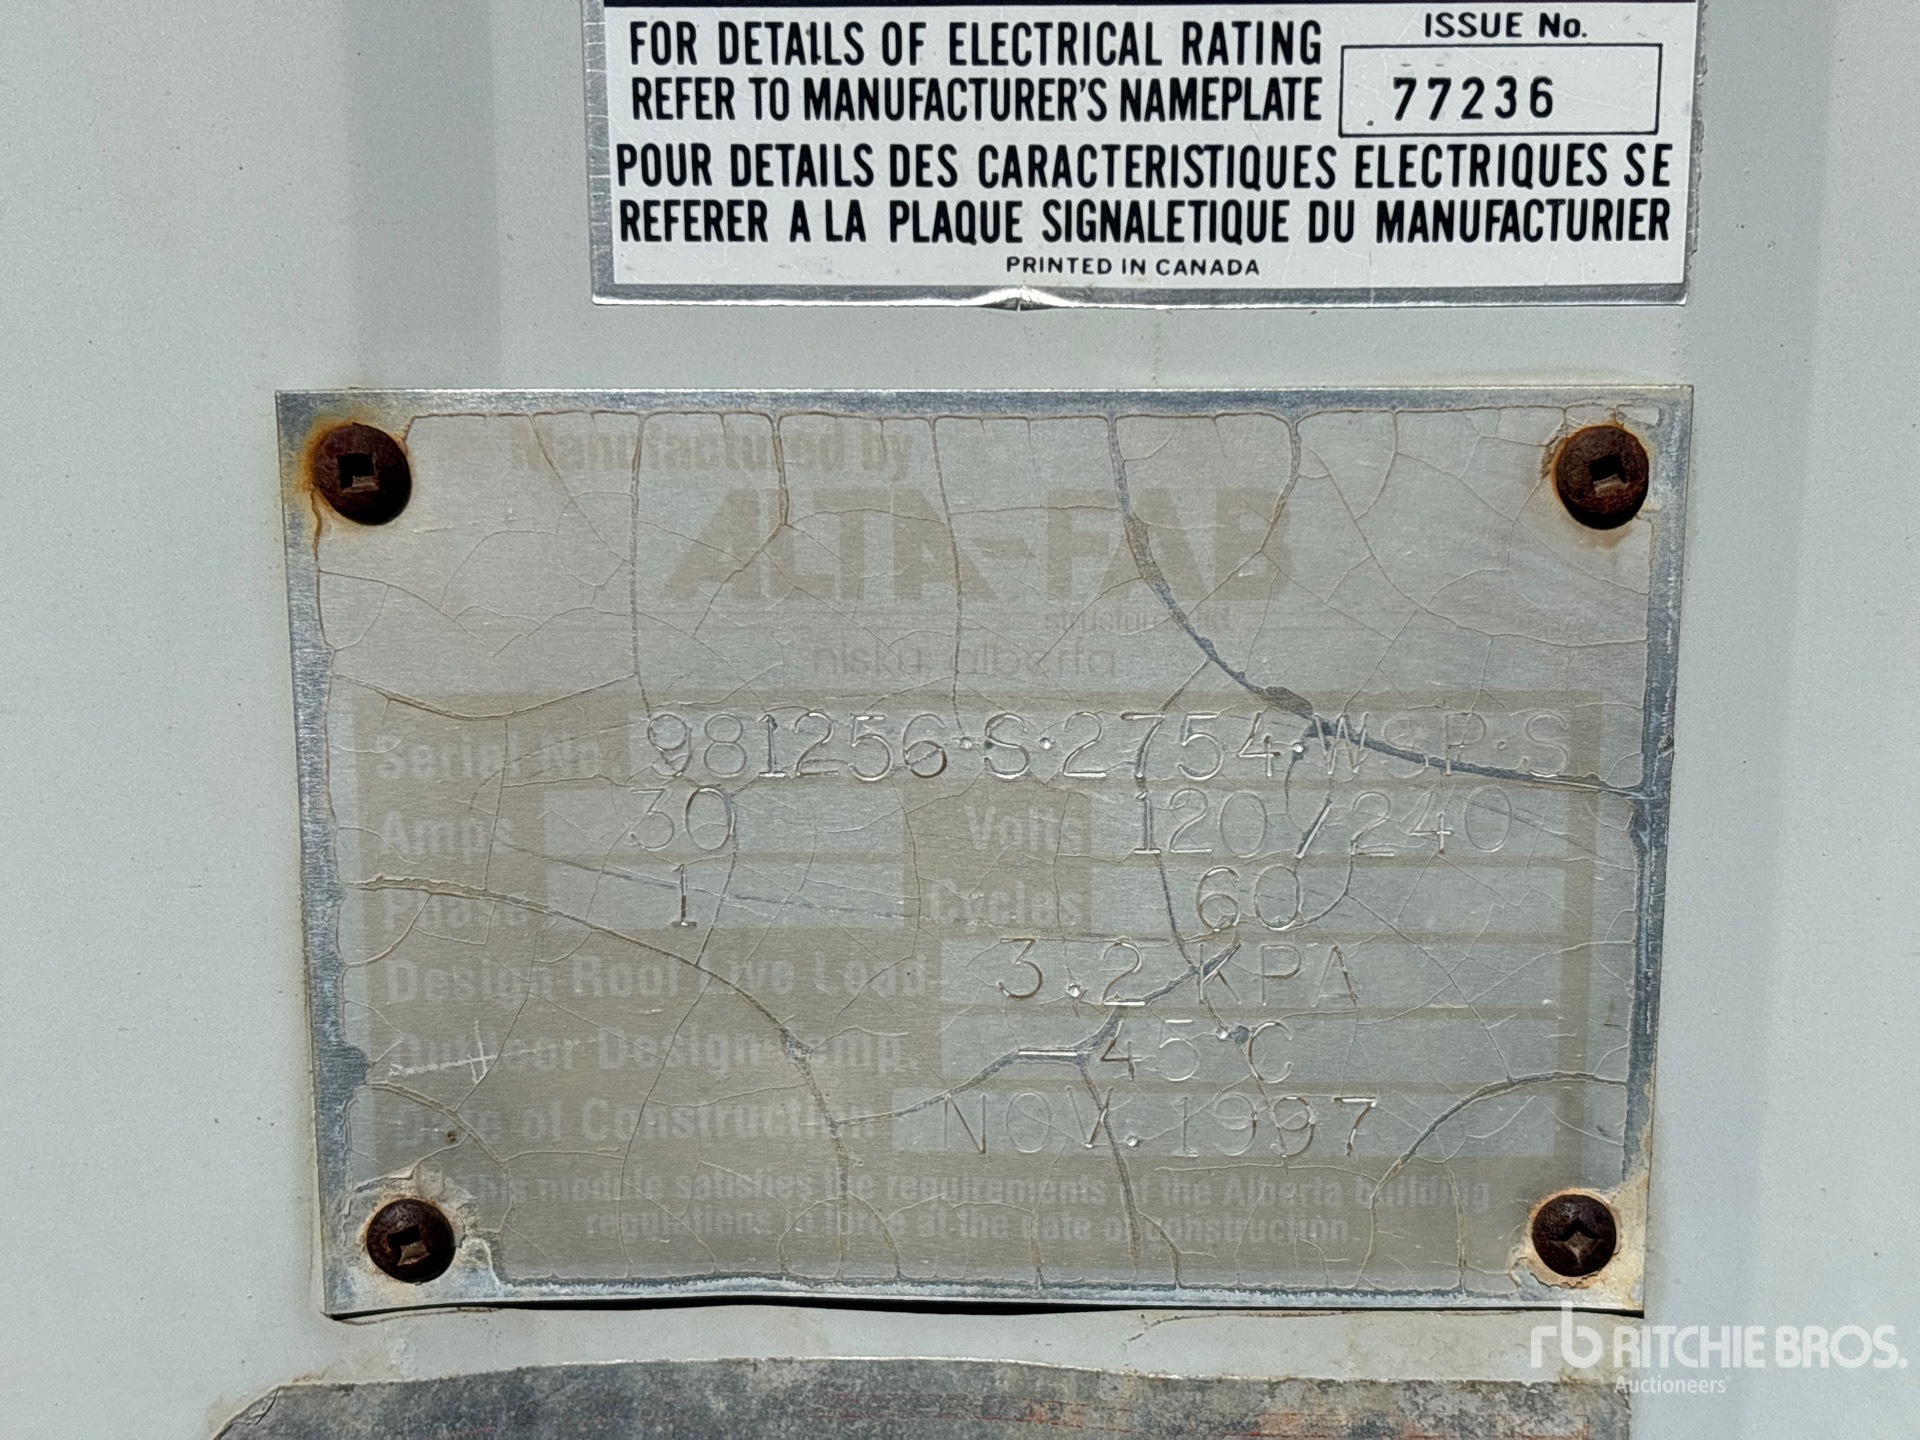 FOR DETAILS OF ELECTRICAL RATING
REFER TO MANUFACTURER'S NAMEPLATE
ISSUE No.
77236
POUR DETAILS DES CARACTERISTIQUES ELECTRIQUES SE
REFERER A LA PLAQUE SIGNALETIQUE DU MANUFACTURIER
PRINTED IN CANADA
Manufactured by
ALTA-FAB
structures ltd.
nisku, alberta
Serial No. 981256·S·2754·WSP·S
Amps 30 Volts 120/240
Phase 1 Cycles 60
Design Roof Live Load 3.2 KPA
Outdoor Design Temp. -45°C
Date of Construction NOV.1997
This module satisfies the requirements of the Alberta building
regulations in force at the date of construction.
rb RITCHIE BROS.
Auctioneers